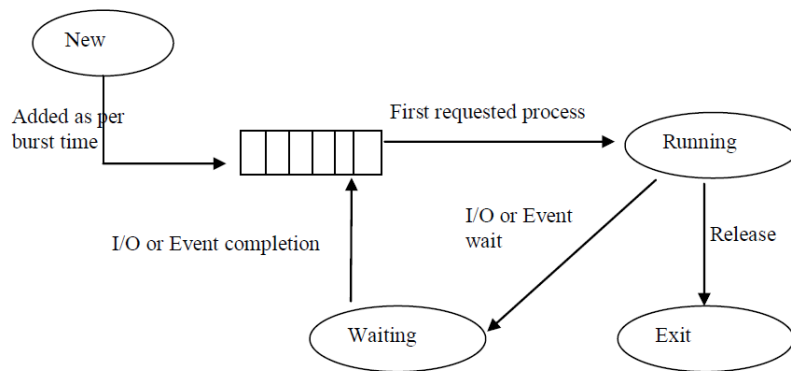 New
Added as per
burst time
First requested process
Running
I/O or Event completion
I/O or Event
wait
Release
Waiting
Exit